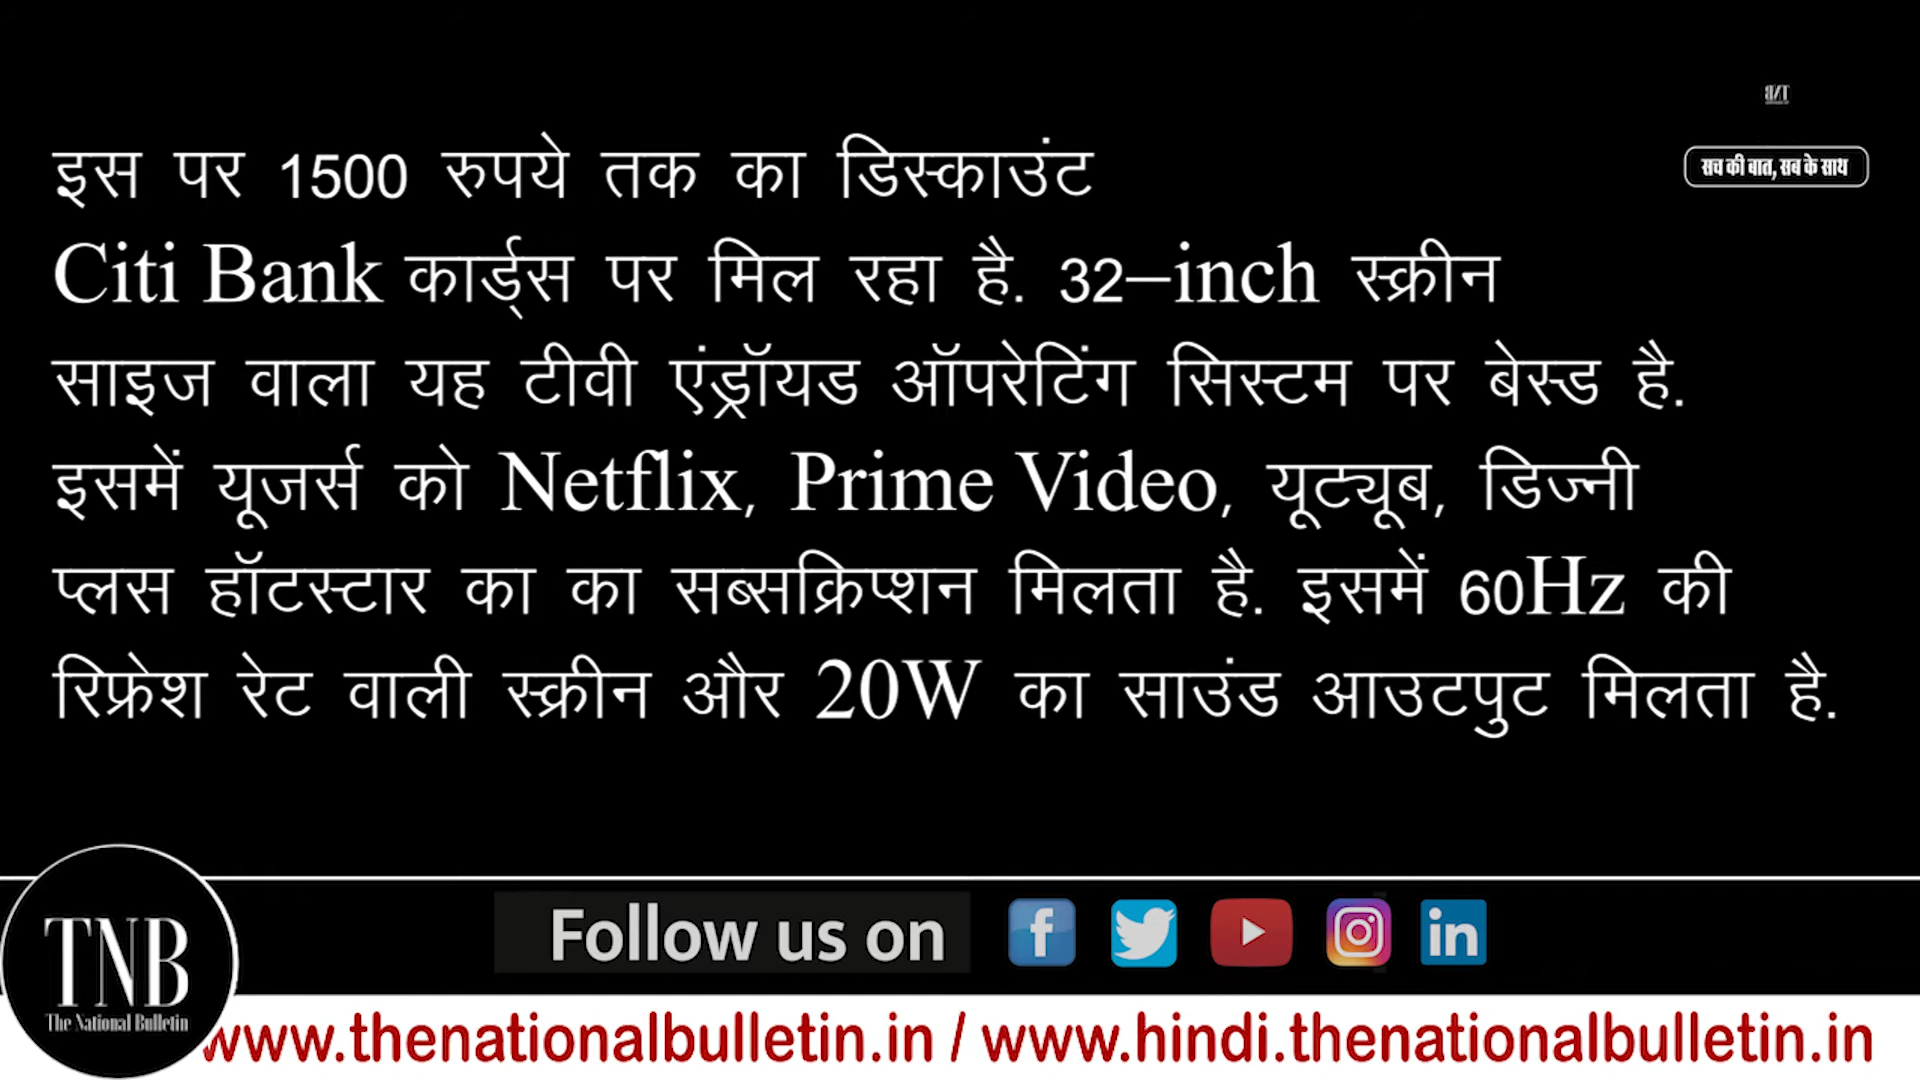 TNB
सच की बात, सब के साथ
इस पर 1500 रुपये तक का डिस्काउंट
Citi Bank कार्ड्स पर मिल रहा है. 32–inch स्क्रीन
साइज वाला यह टीवी एंड्रॉयड ऑपरेटिंग सिस्टम पर बेस्ड है.
इसमें यूजर्स को Netflix, Prime Video, यूट्यूब, डिज्नी
प्लस हॉटस्टार का का सब्सक्रिप्शन मिलता है. इसमें 60Hz की
रिफ्रेश रेट वाली स्क्रीन और 20W का साउंड आउटपुट मिलता है.
Follow us on
TNB
The National Bulletin
www.thenationalbulletin.in / www.hindi.thenationalbulletin.in